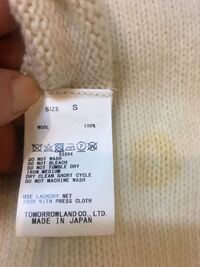 SIZE S
WOOL 100%
DO NOT WASH
DO NOT BLEACH
DO NOT TUMBLE DRY
IRON MEDIUM
DRY CLEAN SHORT CYCLE
DO NOT MACHINE WASH
USE LAUNDRY NET
IRON WITH PRESS CLOTH
TOMORROWLAND CO., LTD.
MADE IN JAPAN